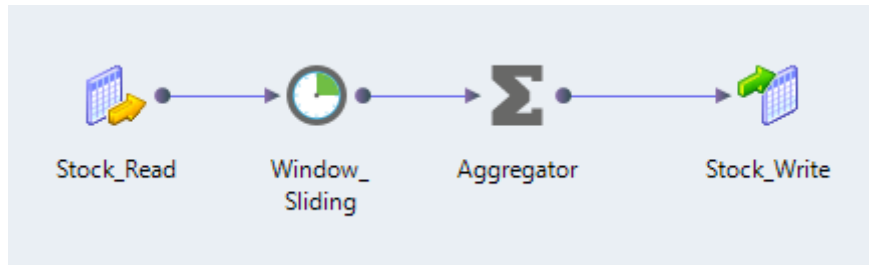 Stock_Read
Window_
Sliding
Aggregator
Stock_Write